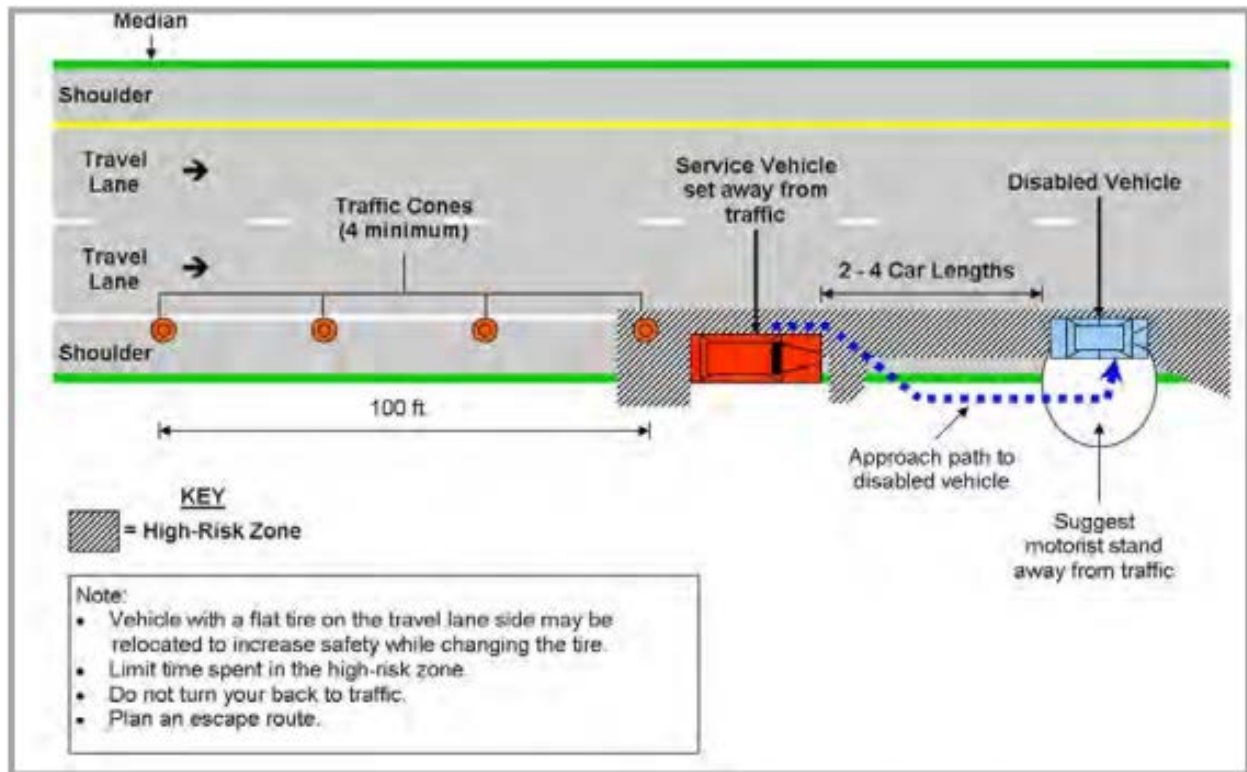 Median
Shoulder
Travel
Lane
Service Vehicle
set away from
traffic
Disabled Vehicle
Traffic Cones
(4 minimum)
Travel
Lane
2 - 4 Car Lengths
Shoulder
100 ft
Approach path to
disabled vehicle
KEY
= High-Risk Zone
Suggest
motorist stand
away from traffic
Note:
• Vehicle with a flat tire on the travel lane side may be
relocated to increase safety while changing the tire.
• Limit time spent in the high-risk zone.
• Do not turn your back to traffic.
• Plan an escape route.